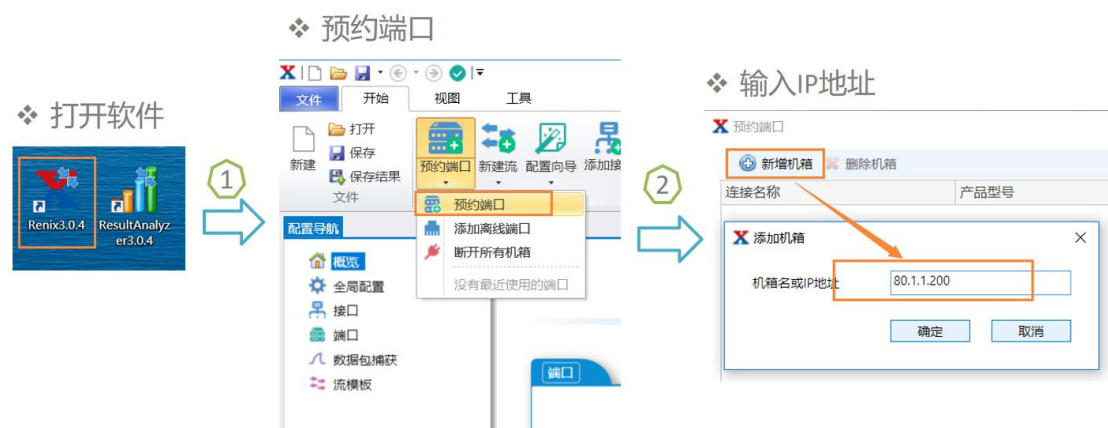 ❖ 打开软件
Renix3.0.4
ResultAnalyz
er3.0.4
1
❖ 预约端口
文件 开始 视图 工具
新建
打开
保存
保存结果
文件
预约端口
新建流
配置向导
添加接
预约端口
添加离线端口
断开所有机箱
没有最近使用的端口
配置导航
概览
全局配置
接口
端口
数据包捕获
流模板
端口
2
❖ 输入IP地址
预约端口
新增机箱 删除机箱
连接名称 产品型号
添加机箱
机箱名或IP地址 80.1.1.200
确定 取消